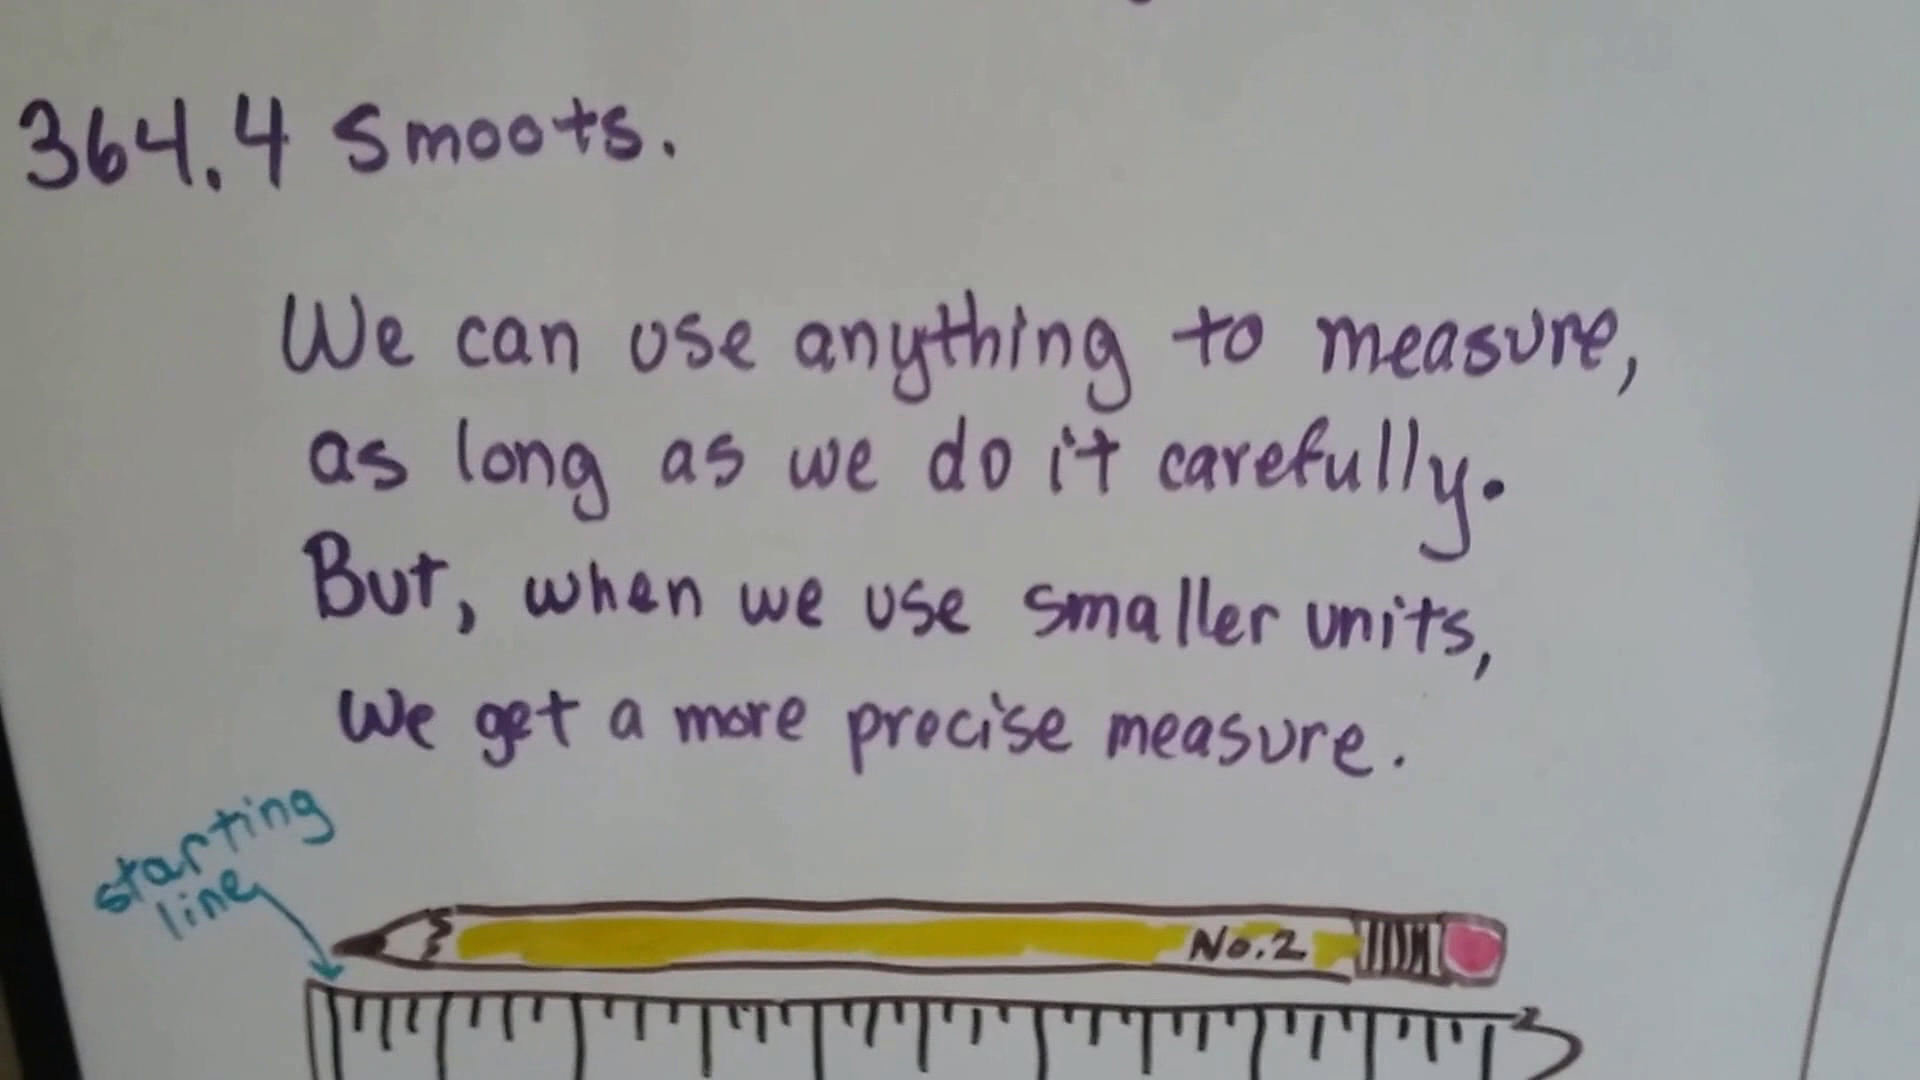 364.4 Smoots.
We can use anything to measure,
as long as we do it carefully.
But, when we use smaller units,
we get a more precise measure.
starting
line
No.2